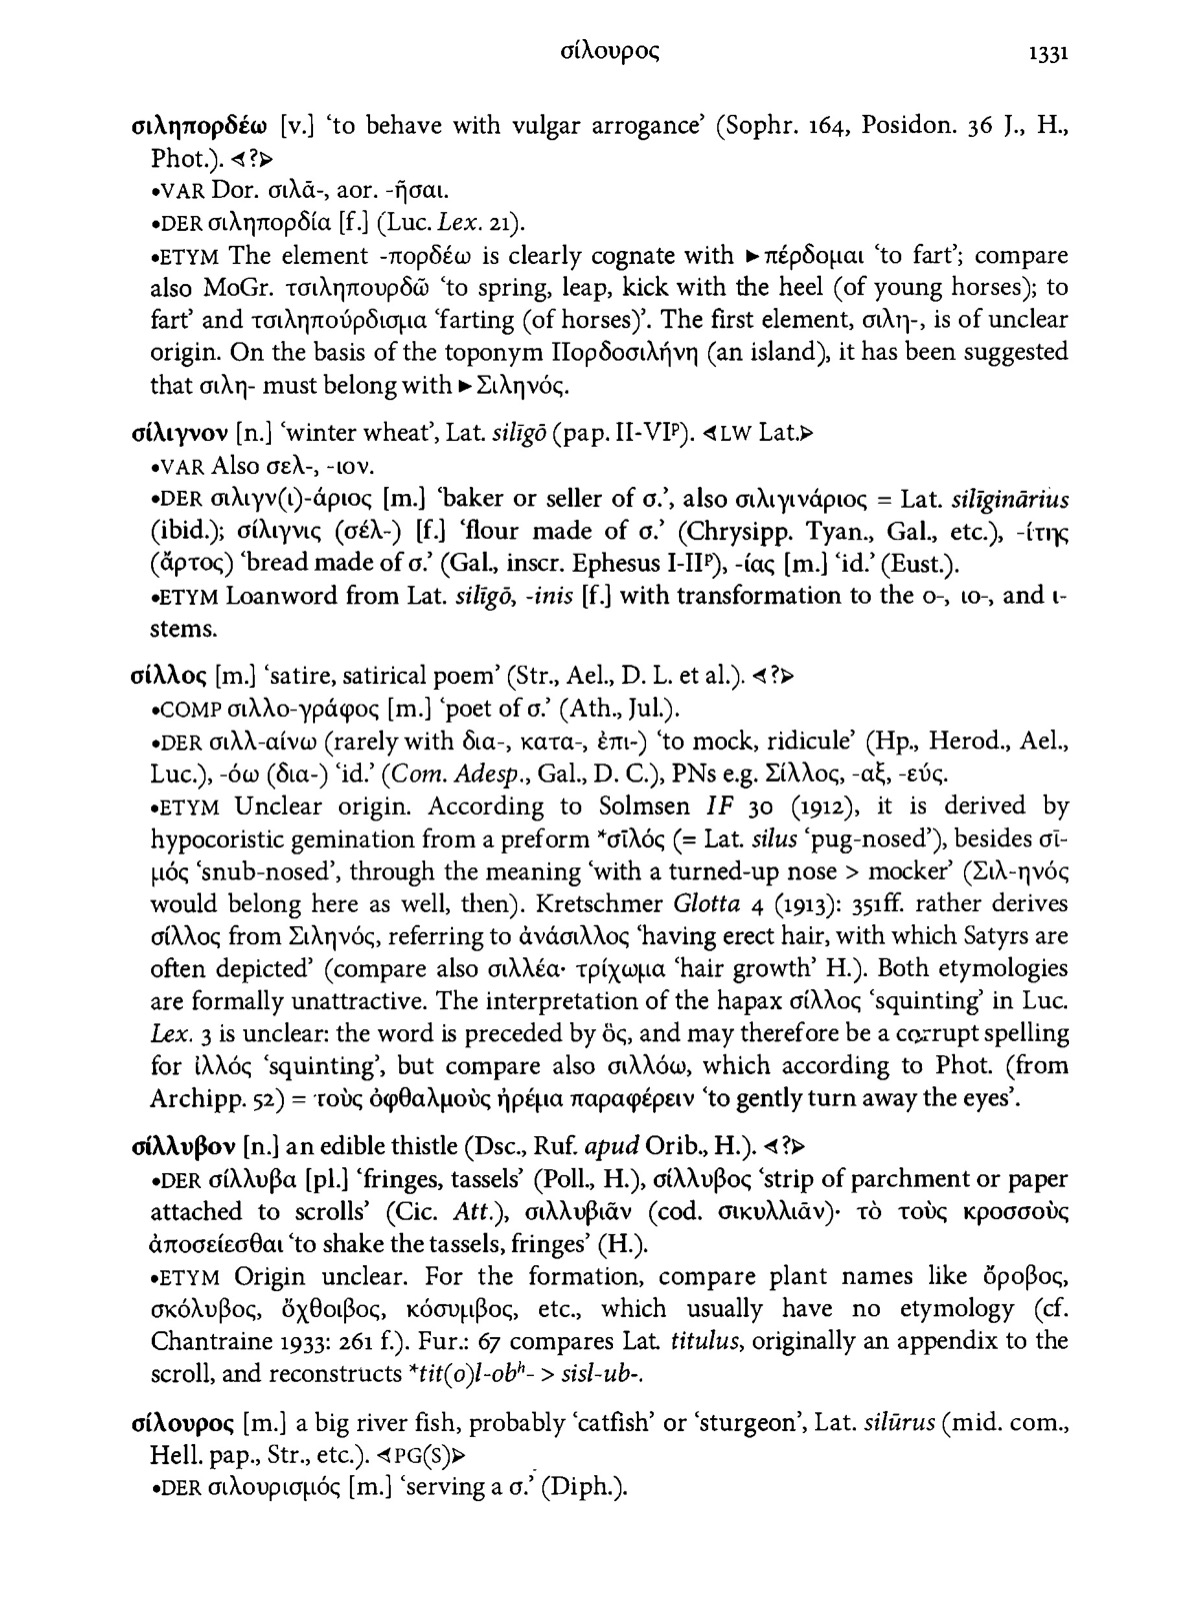 σίλουρος 1331
σιληπορδέω [v.] ‘to behave with vulgar arrogance’ (Sophr. 164, Posidon. 36 J., H.,
Phot.). ⊲?⊳
•VAR Dor. σιλᾱ-, aor. -ῆσαι.
•DER σιληπορδία [f.] (Luc. Lex. 21).
•ETYM The element -πορδέω is clearly cognate with ►πέρδομαι ‘to fart’; compare
also MoGr. τσιληπουρδῶ ‘to spring, leap, kick with the heel (of young horses); to
fart’ and τσιληπούρδισμα ‘farting (of horses)’. The first element, σιλη-, is of unclear
origin. On the basis of the toponym Πορδοσιλήνη (an island), it has been suggested
that σιλη- must belong with ►Σιληνός.
σίλιγνον [n.] ‘winter wheat’, Lat. silīgō (pap. II-VIᵖ). ⊲LW Lat.⊳
•VAR Also σελ-, -ιον.
•DER σιλιγν(ι)-άριος [m.] ‘baker or seller of σ.’, also σιλιγινάριος = Lat. silīginārius
(ibid.); σίλιγνις (σέλ-) [f.] ‘flour made of σ.’ (Chrysipp. Tyan., Gal., etc.), -ίτης
(ἄρτος) ‘bread made of σ.’ (Gal., inscr. Ephesus I-IIᵖ), -ίας [m.] ‘id.’ (Eust.).
•ETYM Loanword from Lat. silīgō, -inis [f.] with transformation to the ο-, ιο-, and ι-
stems.
σίλλος [m.] ‘satire, satirical poem’ (Str., Ael., D. L. et al.). ⊲?⊳
•COMP σιλλο-γράφος [m.] ‘poet of σ.’ (Ath., Jul.).
•DER σιλλ-αίνω (rarely with δια-, κατα-, ἐπι-) ‘to mock, ridicule’ (Hp., Herod., Ael.,
Luc.), -όω (δια-) ‘id.’ (Com. Adesp., Gal., D. C.), PNs e.g. Σίλλος, -αξ, -εύς.
•ETYM Unclear origin. According to Solmsen IF 30 (1912), it is derived by
hypocoristic gemination from a preform *σῑλός (= Lat. silus ‘pug-nosed’), besides σῑ-
μός ‘snub-nosed’, through the meaning ‘with a turned-up nose > mocker’ (Σιλ-ηνός
would belong here as well, then). Kretschmer Glotta 4 (1913): 351ff. rather derives
σίλλος from Σιληνός, referring to ἀνάσιλλος ‘having erect hair, with which Satyrs are
often depicted’ (compare also σιλλέα· τρίχωμα ‘hair growth’ H.). Both etymologies
are formally unattractive. The interpretation of the hapax σίλλος ‘squinting’ in Luc.
Lex. 3 is unclear: the word is preceded by ὅς, and may therefore be a corrupt spelling
for ἰλλός ‘squinting’, but compare also σιλλόω, which according to Phot. (from
Archipp. 52) = τοὺς ὀφθαλμοὺς ἠρέμα παραφέρειν ‘to gently turn away the eyes’.
σίλλυβον [n.] an edible thistle (Dsc., Ruf. apud Orib., H.). ⊲?⊳
•DER σίλλυβα [pl.] ‘fringes, tassels’ (Poll., H.), σίλλυβος ‘strip of parchment or paper
attached to scrolls’ (Cic. Att.), σιλλυβιᾶν (cod. σικυλλιᾱν)· τὸ τοὺς κροσσοὺς
ἀποσείεσθαι ‘to shake the tassels, fringes’ (H.).
•ETYM Origin unclear. For the formation, compare plant names like ὄροβος,
σκόλυβος, ὄχθοιβος, κόσυμβος, etc., which usually have no etymology (cf.
Chantraine 1933: 261 f.). Fur.: 67 compares Lat. titulus, originally an appendix to the
scroll, and reconstructs *tit(o)l-obʰ- > sisl-ub-.
σίλουρος [m.] a big river fish, probably ‘catfish’ or ‘sturgeon’, Lat. silūrus (mid. com.,
Hell. pap., Str., etc.). ⊲PG(S)⊳
•DER σιλουρισμός [m.] ‘serving a σ.’ (Diph.).